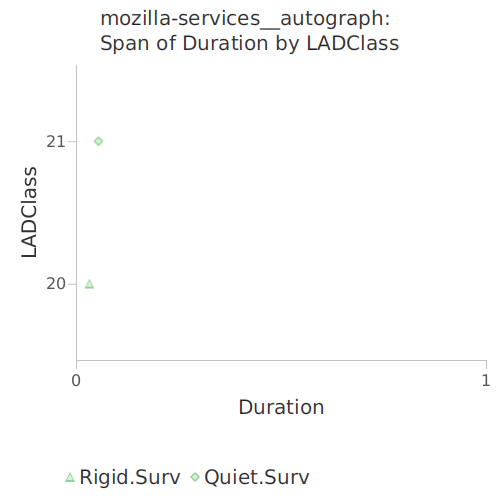 mozilla-services__autograph:
Span of Duration by LADClass
LADClass
21
20
0
1
Duration
Rigid.Surv
Quiet.Surv